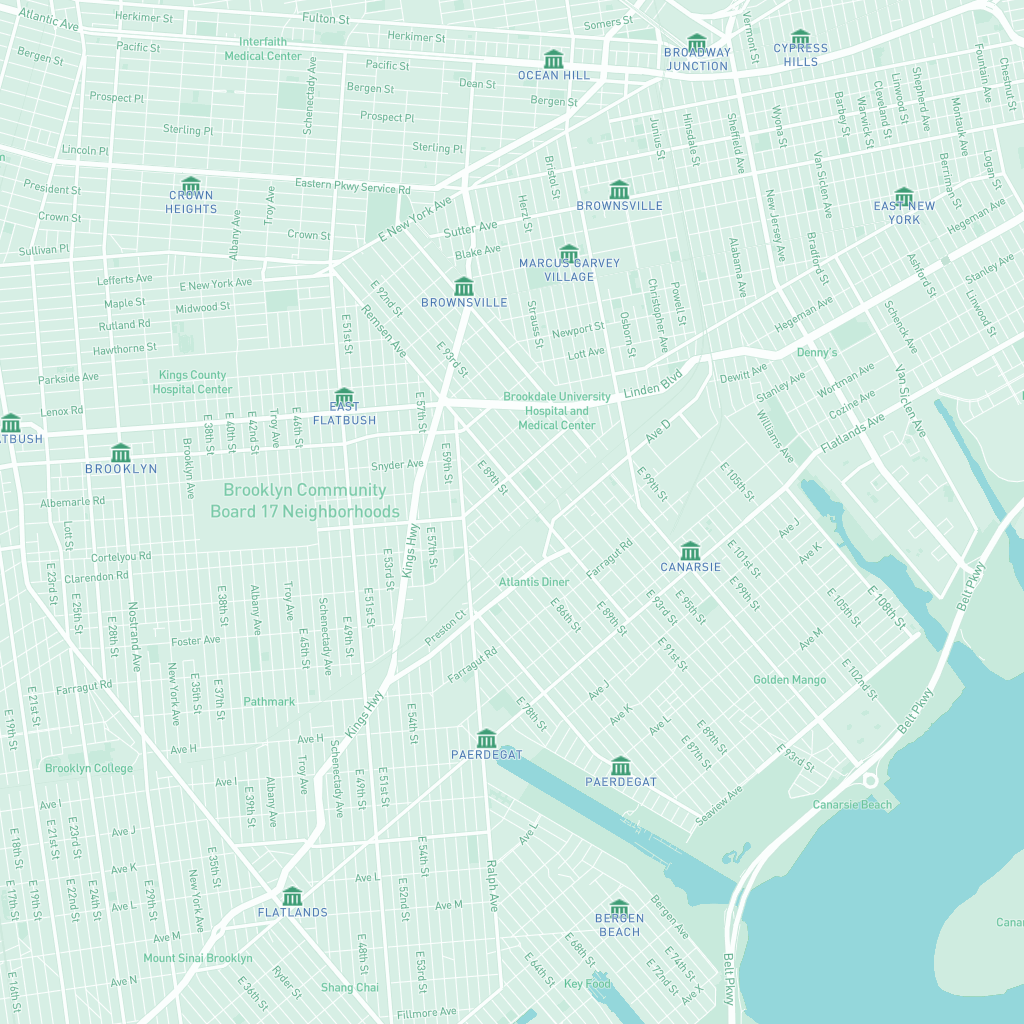 Atlantic Ave
Herkimer St
Fulton St
Somers St
Vermont St
Herkimer St
Pacific St
Interfaith
Medical Center
Bergen St
Pacific St
OCEAN HILL
BROADWAY
JUNCTION
CYPRESS
HILLS
Fountain Ave
Chestnut St
Schenectady Ave
Bergen St
Dean St
Bergen St
Prospect Pl
Prospect Pl
Sterling Pl
Sterling Pl
Lincoln Pl
Junius St
Hinsdale St
Sheffield Ave
Wyona St
Barbey St
Warwick St
Cleveland St
Linwood St
Shepherd Ave
Montauk Ave
Berriman St
Logan St
Van Siclen Ave
President St
CROWN
HEIGHTS
Eastern Pkwy Service Rd
Troy Ave
Albany Ave
Bristol St
Herzl St
BROWNSVILLE
New Jersey Ave
EAST NEW
YORK
Hegeman Ave
Crown St
Crown St
Sullivan Pl
E New York Ave
Sutter Ave
Blake Ave
MARCUS GARVEY
VILLAGE
Alabama Ave
Bradford St
Ashford St
Stanley Ave
Linwood St
Lefferts Ave
E New York Ave
Maple St
Midwood St
Rutland Rd
Hawthorne St
E 92nd St
Remsen Ave
E 51st St
BROWNSVILLE
E 93rd St
Strauss St
Newport St
Lott Ave
Osborn St
Christopher Ave
Powell St
Hegeman Ave
Schenck Ave
Denny's
Parkside Ave
Kings County
Hospital Center
Linden Blvd
Dewitt Ave
Stanley Ave
Wortman Ave
Cozine Ave
Van Siclen Ave
Lenox Rd
EAST
FLATBUSH
Brookdale University
Hospital and
Medical Center
Ave D
Williams Ave
Flatlands Ave
BROOKLYN
E 38th St
E 40th St
E 42nd St
Troy Ave
E 46th St
E 57th St
E 59th St
Snyder Ave
Brooklyn Ave
E 89th St
E 99th St
E 105th St
Albemarle Rd
Brooklyn Community
Board 17 Neighborhoods
Lott St
Cortelyou Rd
Clarendon Rd
Kings Hwy
E 57th St
E 53rd St
Farragut Rd
CANARSIE
E 101st St
Ave J
Ave K
Belt Pkwy
E 23rd St
E 25th St
E 28th St
Nostrand Ave
E 38th St
Albany Ave
Troy Ave
Schenectady Ave
E 49th St
E 51st St
Atlantis Diner
Preston Ct
E 86th St
E 89th St
E 93rd St
E 95th St
E 99th St
E 105th St
E 108th St
Foster Ave
E 45th St
Farragut Rd
E 91st St
Ave M
E 102nd St
Farragut Rd
New York Ave
E 35th St
E 37th St
Pathmark
Golden Mango
E 21st St
E 19th St
Kings Hwy
E 54th St
E 78th St
Ave J
Ave K
Ave L
E 89th St
E 87th St
E 93rd St
Belt Pkwy
Ave H
Ave H
Brooklyn College
PAERDEGAT
PAERDEGAT
Ave I
E 39th St
Albany Ave
Troy Ave
Schenectady Ave
E 49th St
E 51st St
Seaview Ave
Canarsie Beach
Ave I
E 18th St
E 21st St
E 23rd St
Ave J
E 35th St
E 54th St
Ave L
Ave K
Ave L
Ralph Ave
E 17th St
E 19th St
E 22nd St
E 24th St
Ave L
New York Ave
FLATLANDS
E 52nd St
Ave M
BERGEN
BEACH
Bergen Ave
Ave M
Mount Sinai Brooklyn
E 48th St
E 53rd St
E 68th St
E 64th St
E 74th St
E 72nd St
Ave X
Belt Pkwy
Ave N
E 16th St
E 36th St
Ryder St
Shang Chai
Key Food
Fillmore Ave